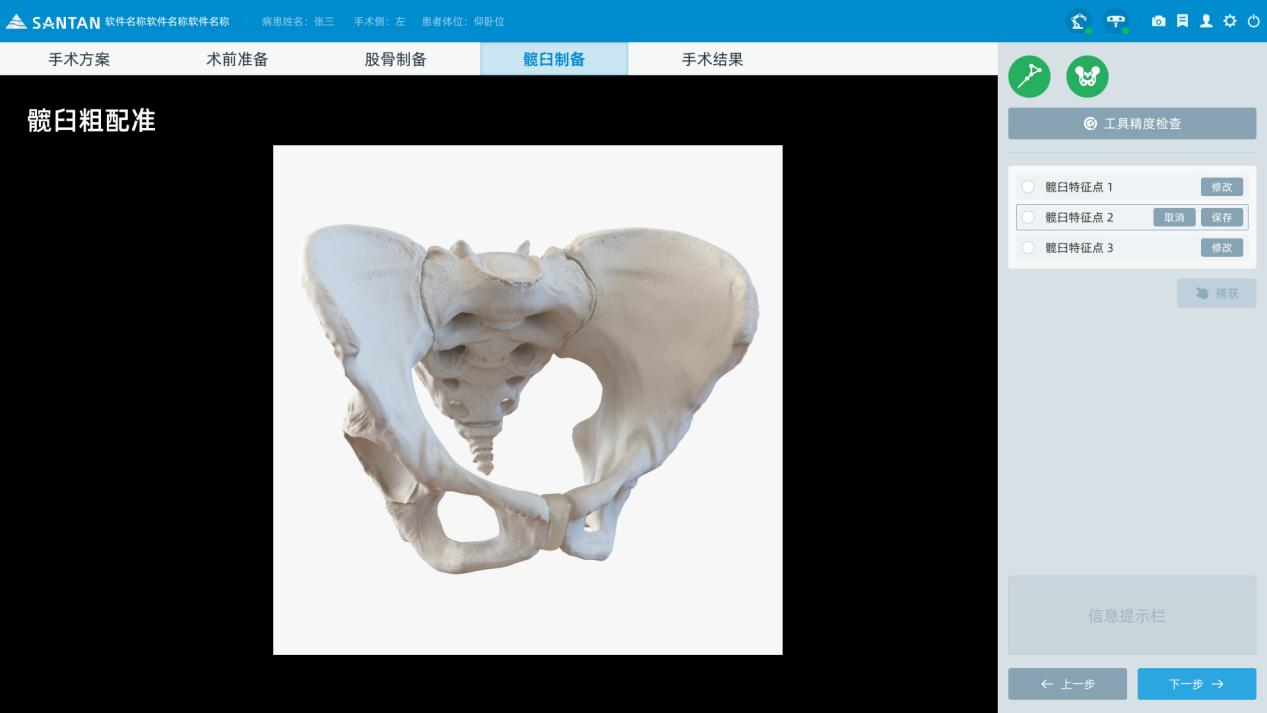 SANTAN 软件名称软件名称软件名称 病患姓名：张三 手术侧：左 患者体位：仰卧位
手术方案 术前准备 股骨制备 髋臼制备 手术结果
髋臼粗配准
工具精度检查
髋臼特征点 1 修改
髋臼特征点 2 取消 保存
髋臼特征点 3 修改
捕获
信息提示栏
← 上一步 下一步 →